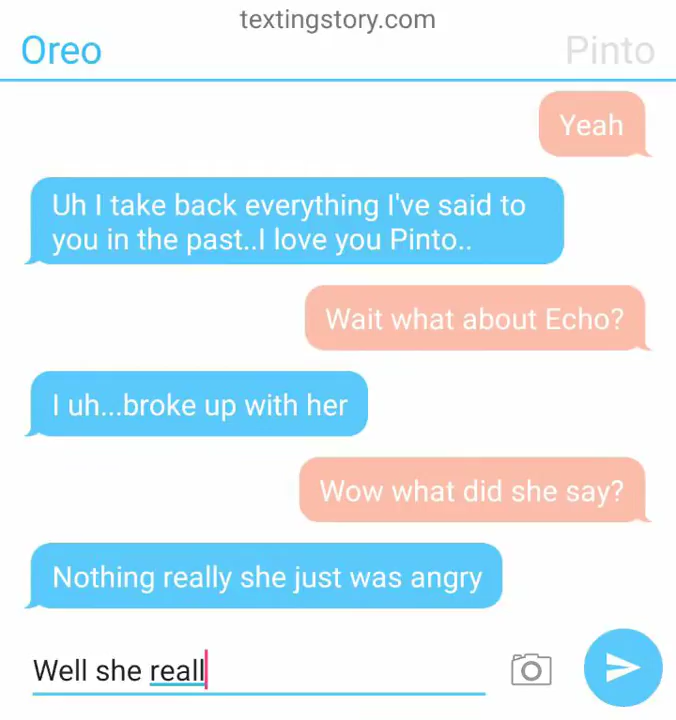 textingstory.com
Oreo
Pinto
Yeah
Uh I take back everything I've said to
you in the past..I love you Pinto..
Wait what about Echo?
I uh...broke up with her
Wow what did she say?
Nothing really she just was angry
Well she reall